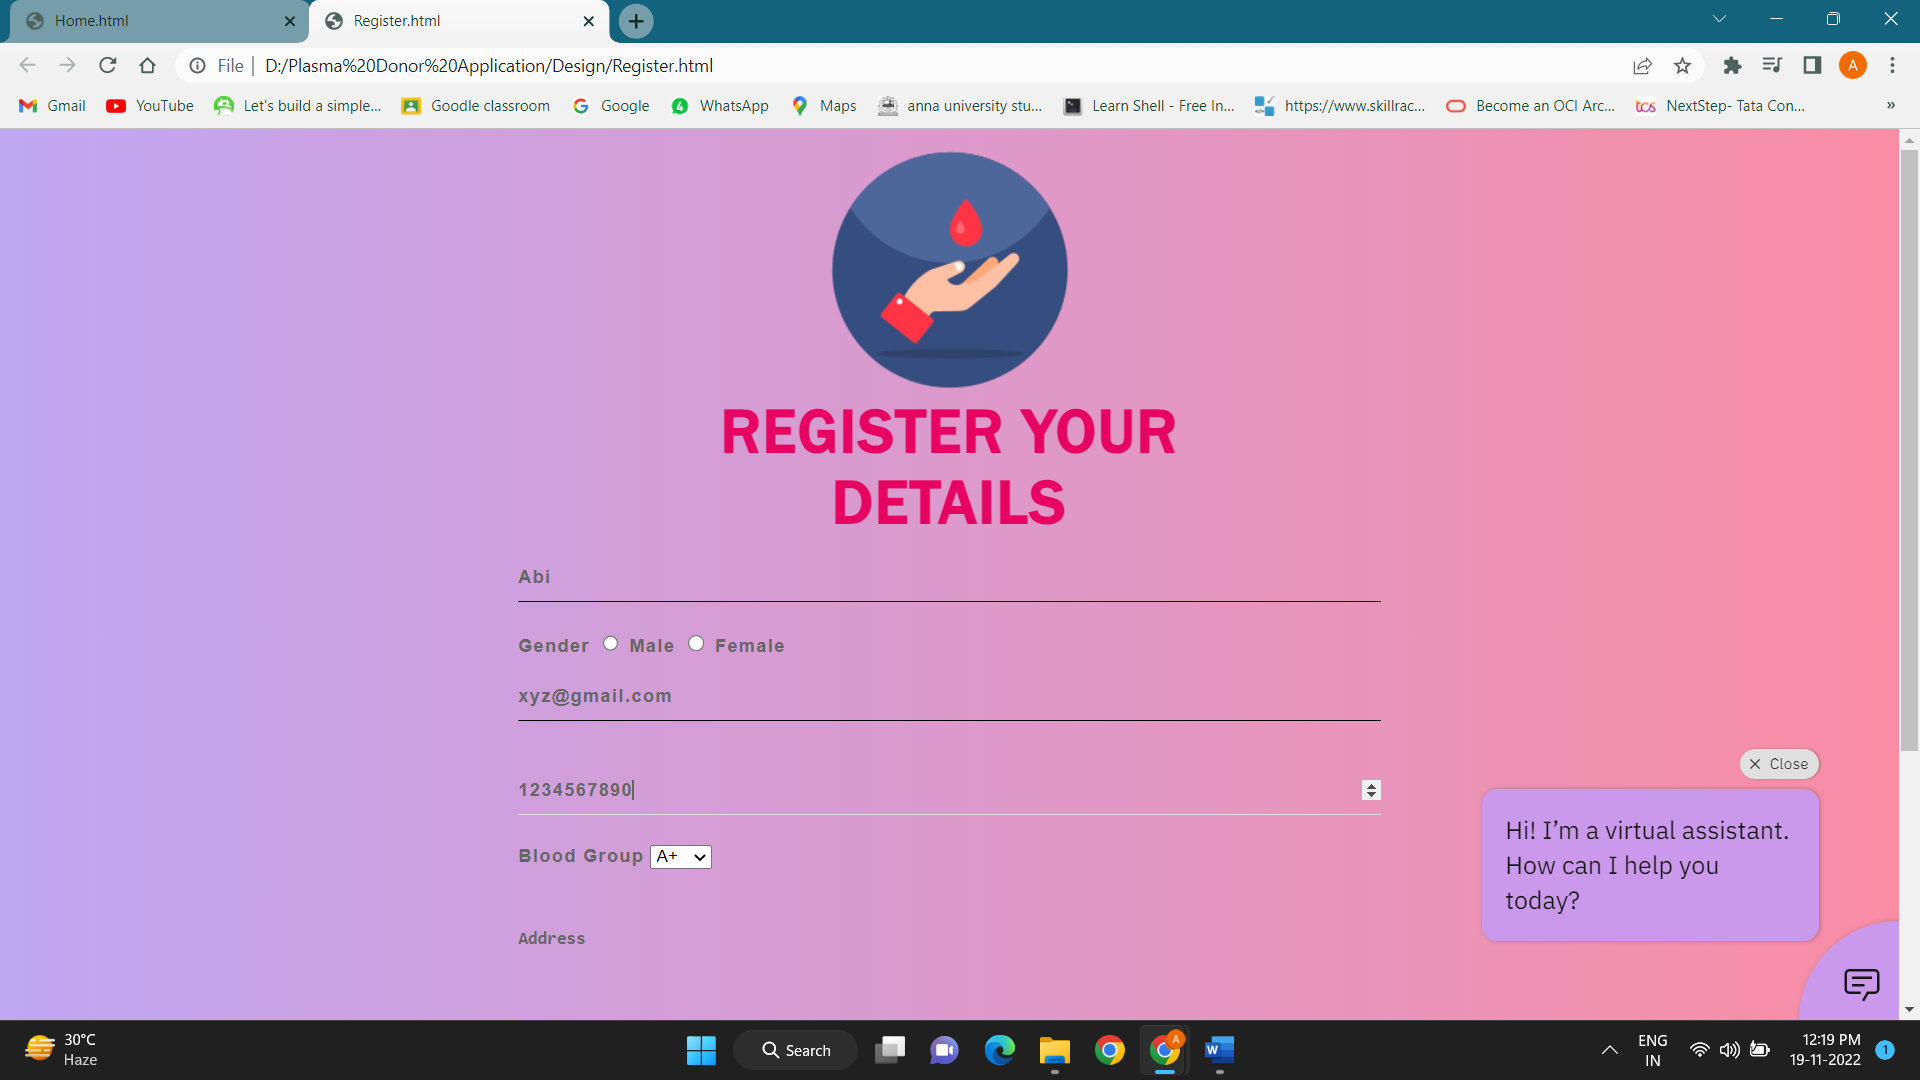 Home.html
Register.html
File
D:/Plasma%20Donor%20Application/Design/Register.html
A
Gmail
YouTube
Let's build a simple...
Goodle classroom
Google
4
WhatsApp
Maps
anna university stu...
Learn Shell - Free In...
https://www.skillrac...
Become an OCI Arc...
tcs
NextStep- Tata Con...
»
REGISTER YOUR
DETAILS
Abi
Gender Male Female
xyz@gmail.com
1234567890
Blood Group A+
Address
Close
Hi! I'm a virtual assistant.
How can I help you
today?
30°C
Haze
Search
A
W
ENG
IN
12:19 PM
19-11-2022
1